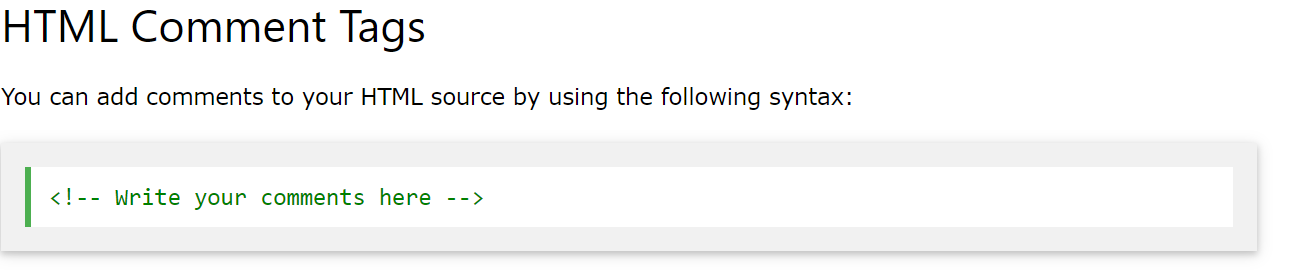 HTML Comment Tags
You can add comments to your HTML source by using the following syntax:
<!-- Write your comments here -->